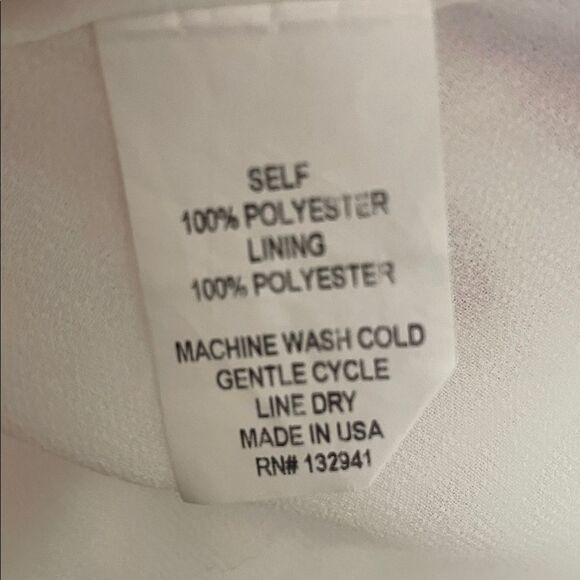 SELF
100% POLYESTER
LINING
100% POLYESTER
MACHINE WASH COLD
GENTLE CYCLE
LINE DRY
MADE IN USA
RN# 132941